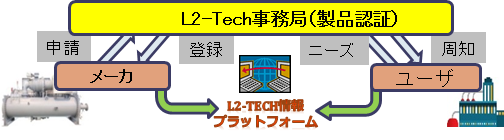 L2-Tech事務局(製品認証)
申請
登録
ニーズ
周知
メーカ
ユーザ
L2-TECH情報
プラットフォーム